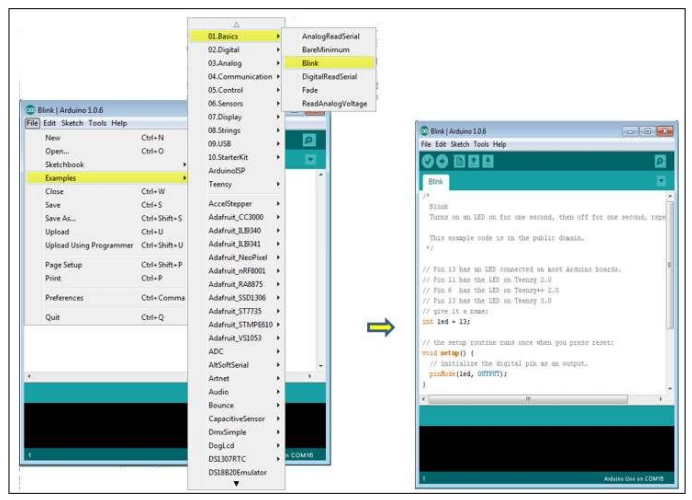 Blink | Arduino 1.0.6
File Edit Sketch Tools Help
New Ctrl+N
Open... Ctrl+O
Sketchbook
Examples
Close Ctrl+W
Save Ctrl+S
Save As... Ctrl+Shift+S
Upload Ctrl+U
Upload Using Programmer Ctrl+Shift+U
Page Setup Ctrl+Shift+P
Print Ctrl+P
Preferences Ctrl+Comma
Quit Ctrl+Q
1
on COM16
01.Basics
02.Digital
03.Analog
04.Communication
05.Control
06.Sensors
07.Display
08.Strings
09.USB
10.StarterKit
ArduinoISP
Teensy
AccelStepper
Adafruit_CC3000
Adafruit_ILI9340
Adafruit_ILI9341
Adafruit_NeoPixel
Adafruit_nRF8001
Adafruit_RA8875
Adafruit_SSD1306
Adafruit_ST7735
Adafruit_STMPE610
Adafruit_VS1053
ADC
AltSoftSerial
Artnet
Audio
Bounce
CapacitiveSensor
DmxSimple
DogLcd
DS1307RTC
DS18B20Emulator
AnalogReadSerial
BareMinimum
Blink
DigitalReadSerial
Fade
ReadAnalogVoltage
Blink | Arduino 1.0.6
File Edit Sketch Tools Help
Blink
/*
Blink
Turns on an LED on for one second, then off for one second, repe
This example code is in the public domain.
*/
// Pin 13 has an LED connected on most Arduino boards.
// Pin 11 has the LED on Teensy 2.0
// Pin 6 has the LED on Teensy++ 2.0
// Pin 13 has the LED on Teensy 3.0
// give it a name:
int led = 13;
// the setup routine runs once when you press reset:
void setup() {
// initialize the digital pin as an output.
pinMode(led, OUTPUT);
}
1
Arduino Uno on COM16